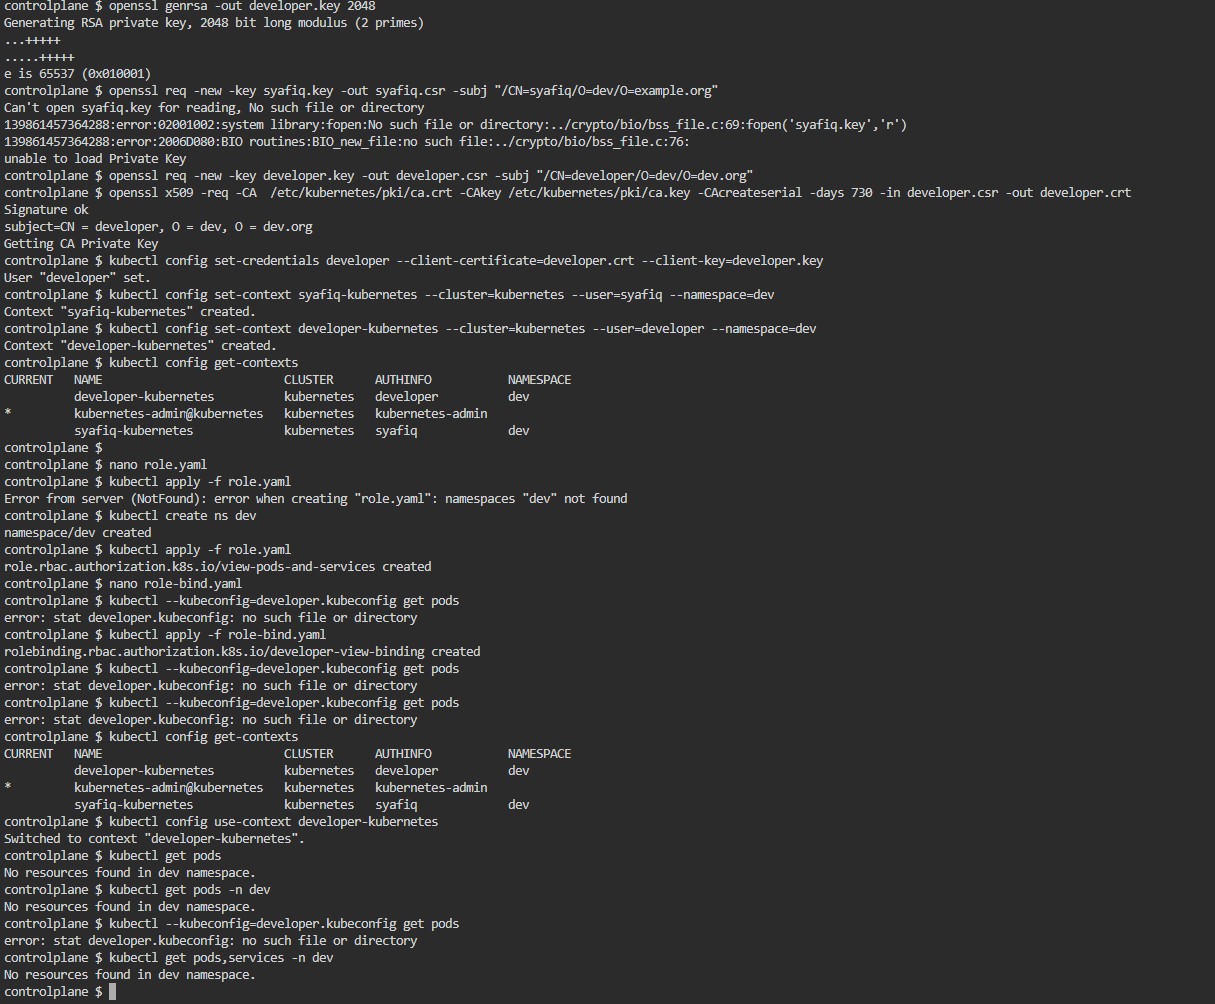 controlplane $ openssl genrsa -out developer.key 2048
Generating RSA private key, 2048 bit long modulus (2 primes)
...+++++
.....+++++
e is 65537 (0x010001)
controlplane $ openssl req -new -key syafiq.key -out syafiq.csr -subj "/CN=syafiq/O=dev/O=example.org"
Can't open syafiq.key for reading, No such file or directory
139861457364288:error:02001002:system library:fopen:No such file or directory:../crypto/bio/bss_file.c:69:fopen('syafiq.key','r')
139861457364288:error:2006D080:BIO routines:BIO_new_file:no such file:../crypto/bio/bss_file.c:76:
unable to load Private Key
controlplane $ openssl req -new -key developer.key -out developer.csr -subj "/CN=developer/O=dev/O=dev.org"
controlplane $ openssl x509 -req -CA  /etc/kubernetes/pki/ca.crt -CAkey /etc/kubernetes/pki/ca.key -CAcreateserial -days 730 -in developer.csr -out developer.crt
Signature ok
subject=CN = developer, O = dev, O = dev.org
Getting CA Private Key
controlplane $ kubectl config set-credentials developer --client-certificate=developer.crt --client-key=developer.key
User "developer" set.
controlplane $ kubectl config set-context syafiq-kubernetes --cluster=kubernetes --user=syafiq --namespace=dev
Context "syafiq-kubernetes" created.
controlplane $ kubectl config set-context developer-kubernetes --cluster=kubernetes --user=developer --namespace=dev
Context "developer-kubernetes" created.
controlplane $ kubectl config get-contexts
CURRENT   NAME                          CLUSTER      AUTHINFO           NAMESPACE
          developer-kubernetes          kubernetes   developer          dev
*         kubernetes-admin@kubernetes   kubernetes   kubernetes-admin
          syafiq-kubernetes             kubernetes   syafiq             dev
controlplane $
controlplane $ nano role.yaml
controlplane $ kubectl apply -f role.yaml
Error from server (NotFound): error when creating "role.yaml": namespaces "dev" not found
controlplane $ kubectl create ns dev
namespace/dev created
controlplane $ kubectl apply -f role.yaml
role.rbac.authorization.k8s.io/view-pods-and-services created
controlplane $ nano role-bind.yaml
controlplane $ kubectl --kubeconfig=developer.kubeconfig get pods
error: stat developer.kubeconfig: no such file or directory
controlplane $ kubectl apply -f role-bind.yaml
rolebinding.rbac.authorization.k8s.io/developer-view-binding created
controlplane $ kubectl --kubeconfig=developer.kubeconfig get pods
error: stat developer.kubeconfig: no such file or directory
controlplane $ kubectl --kubeconfig=developer.kubeconfig get pods
error: stat developer.kubeconfig: no such file or directory
controlplane $ kubectl config get-contexts
CURRENT   NAME                          CLUSTER      AUTHINFO           NAMESPACE
          developer-kubernetes          kubernetes   developer          dev
*         kubernetes-admin@kubernetes   kubernetes   kubernetes-admin
          syafiq-kubernetes             kubernetes   syafiq             dev
controlplane $ kubectl config use-context developer-kubernetes
Switched to context "developer-kubernetes".
controlplane $ kubectl get pods
No resources found in dev namespace.
controlplane $ kubectl get pods -n dev
No resources found in dev namespace.
controlplane $ kubectl --kubeconfig=developer.kubeconfig get pods
error: stat developer.kubeconfig: no such file or directory
controlplane $ kubectl get pods,services -n dev
No resources found in dev namespace.
controlplane $